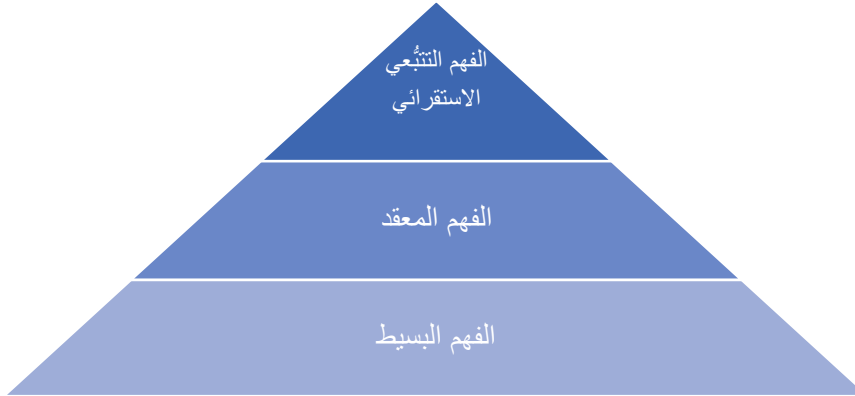 الفهم التتبُّعي
الاستقرائي
الفهم المعقد
الفهم البسيط